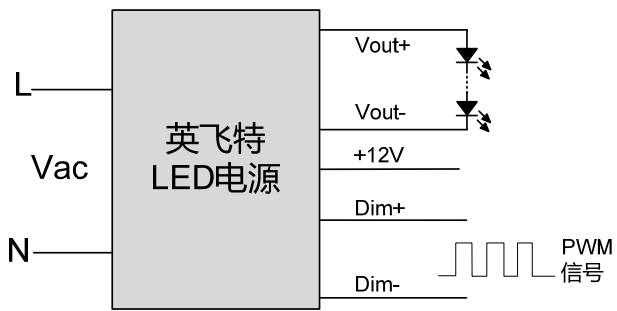 L
Vac
N
英飞特
LED电源
Vout+
Vout-
+12V
Dim+
Dim-
PWM
信号